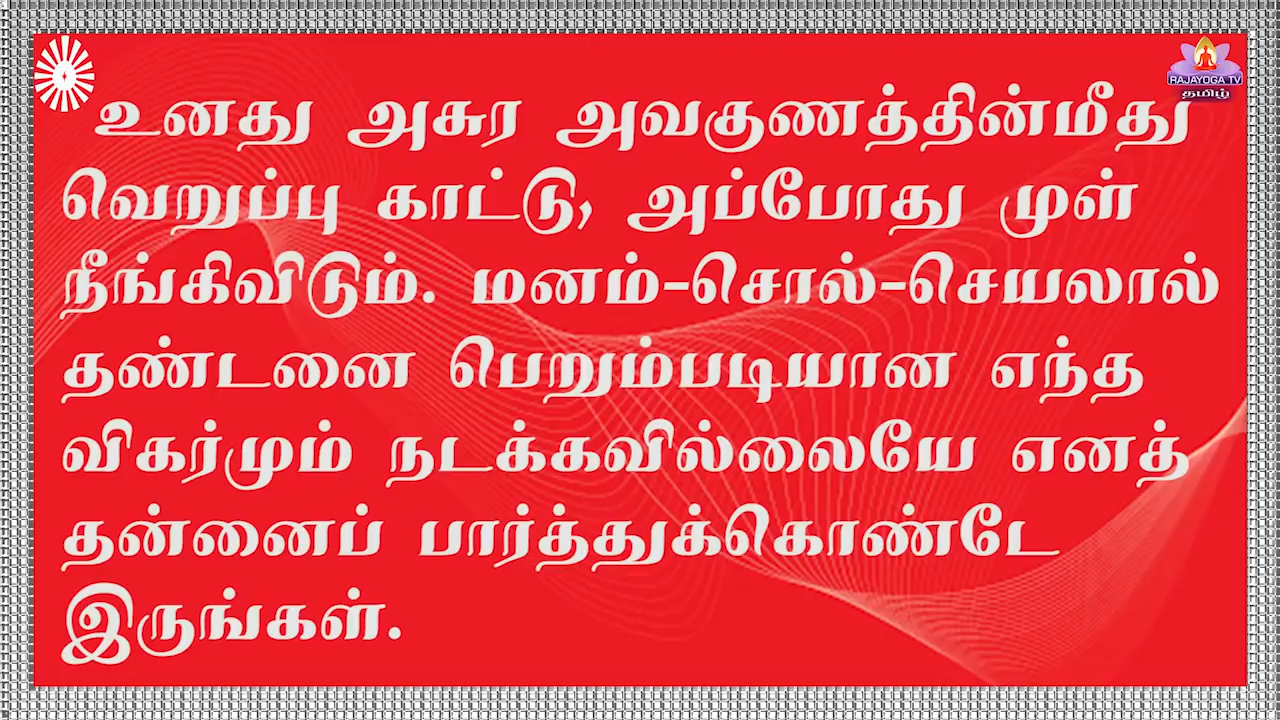 RAJAYOGA TV
தமிழ்
உனது அசுர அவகுணத்தின்மீது
வெறுப்பு காட்டு, அப்போது முள்
நீங்கிவிடும். மனம்-சொல்-செயலால்
தண்டனை பெறும்படியான எந்த
விகர்மமும் நடக்கவில்லையே எனத்
தன்னைப் பார்த்துக்கொண்டே
இருங்கள்.